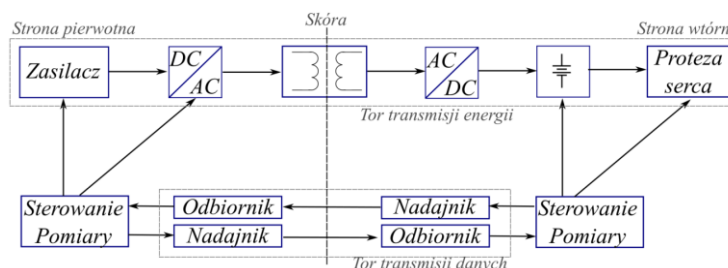 Skóra
Strona pierwotna
Strona wtórn
Zasilacz
DC
AC
AC
DC
Proteza
serca
Tor transmisji energii
Sterowanie
Pomiary
Odbiornik
Nadajnik
Nadajnik
Odbiornik
Sterowanie
Pomiary
Tor transmisji danych